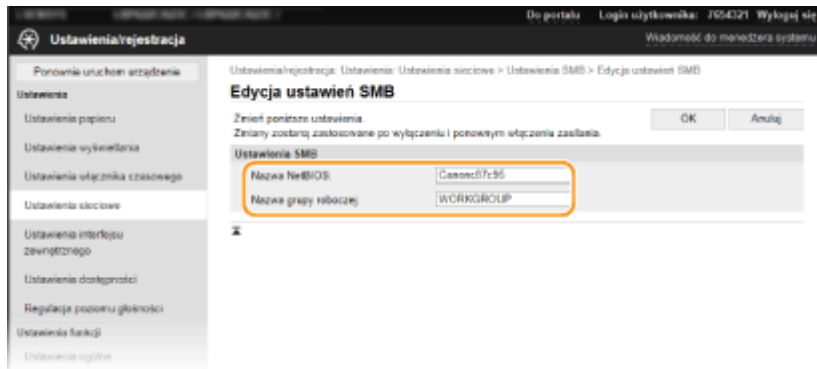 Do portalu Login użytkownika: 7654321 Wyloguj się
Ustawienia/rejestracja
Wiadomość do menedżera systemu
Ponownie uruchom urządzenie
Ustawienia
Ustawienia papieru
Ustawienia wyświetlania
Ustawienia włącznika czasowego
Ustawienia sieciowe
Ustawienia interfejsu
zewnętrznego
Ustawienia dostępności
Regulacja poziomu głośności
Ustawienia funkcji
Ustawienia ogólne
Ustawienia/rejestracja: Ustawienia: Ustawienia sieciowe > Ustawienia SMB > Edycja ustawień SMB
Edycja ustawień SMB
Zmień poniższe ustawienia.
Zmiany zostaną zastosowane po wyłączeniu i ponownym włączeniu zasilania.
OK Anuluj
Ustawienia SMB
Nazwa NetBIOS:
Nazwa grupy roboczej: WORKGROUP